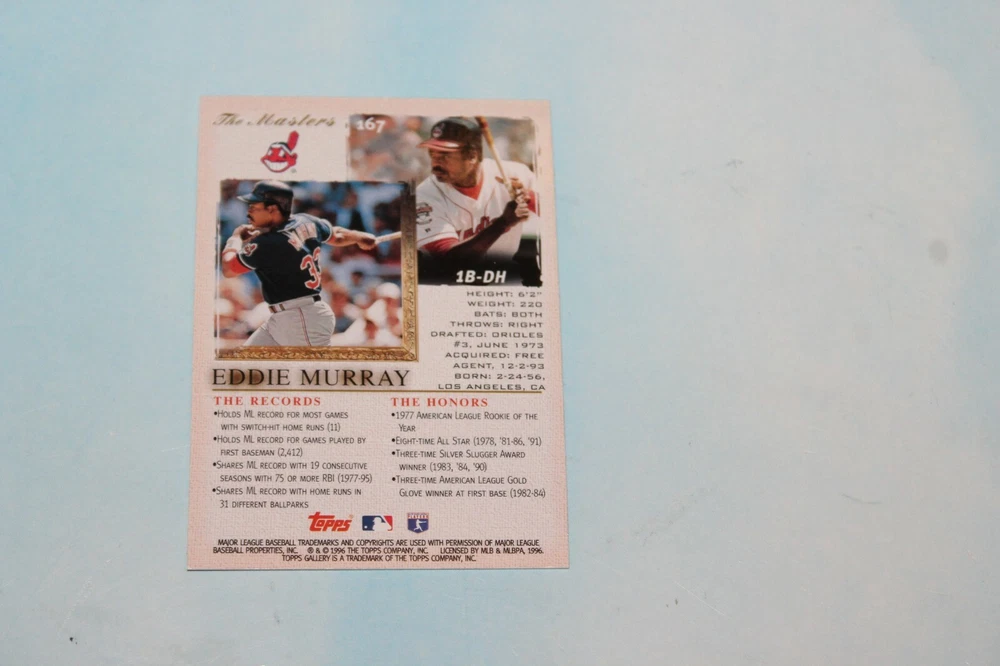 The Masters
167
MURRAY
33
1B-DH
HEIGHT: 6'2"
WEIGHT: 220
BATS: BOTH
THROWS: RIGHT
DRAFTED: ORIOLES
#3, JUNE 1973
ACQUIRED: FREE
AGENT, 12-2-93
BORN: 2-24-56,
LOS ANGELES, CA
EDDIE MURRAY
THE RECORDS
•HOLDS ML RECORD FOR MOST GAMES
WITH SWITCH-HIT HOME RUNS (11)
•HOLDS ML RECORD FOR GAMES PLAYED BY
FIRST BASEMAN (2,412)
•SHARES ML RECORD WITH 19 CONSECUTIVE
SEASONS WITH 75 OR MORE RBI (1977-95)
•SHARES ML RECORD WITH HOME RUNS IN
31 DIFFERENT BALLPARKS
THE HONORS
•1977 AMERICAN LEAGUE ROOKIE OF THE
YEAR
•EIGHT-TIME ALL STAR (1978, '81-86, '91)
•THREE-TIME SILVER SLUGGER AWARD
WINNER (1983, '84, '90)
•THREE-TIME AMERICAN LEAGUE GOLD
GLOVE WINNER AT FIRST BASE (1982-84)
Topps
MAJOR LEAGUE BASEBALL TRADEMARKS AND COPYRIGHTS ARE USED WITH PERMISSION OF MAJOR LEAGUE
BASEBALL PROPERTIES, INC. ® & © 1996 THE TOPPS COMPANY, INC. LICENSED BY MLB & MLBPA, 1996.
TOPPS GALLERY IS A TRADEMARK OF THE TOPPS COMPANY, INC.